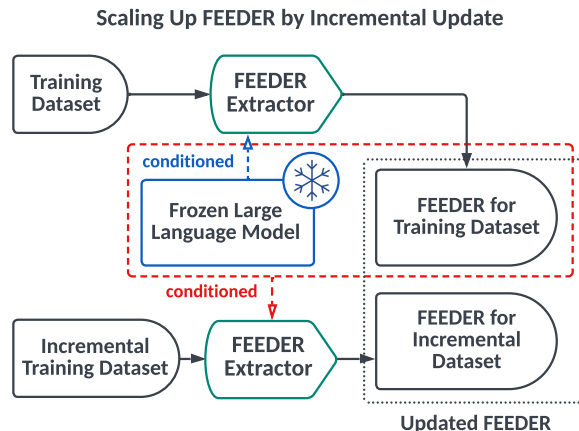 Scaling Up FEEDER by Incremental Update
Training
Dataset
FEEDER
Extractor
conditioned
Frozen Large
Language Model
FEEDER for
Training Dataset
conditioned
Incremental
Training Dataset
FEEDER
Extractor
FEEDER for
Incremental
Dataset
Updated FEEDER